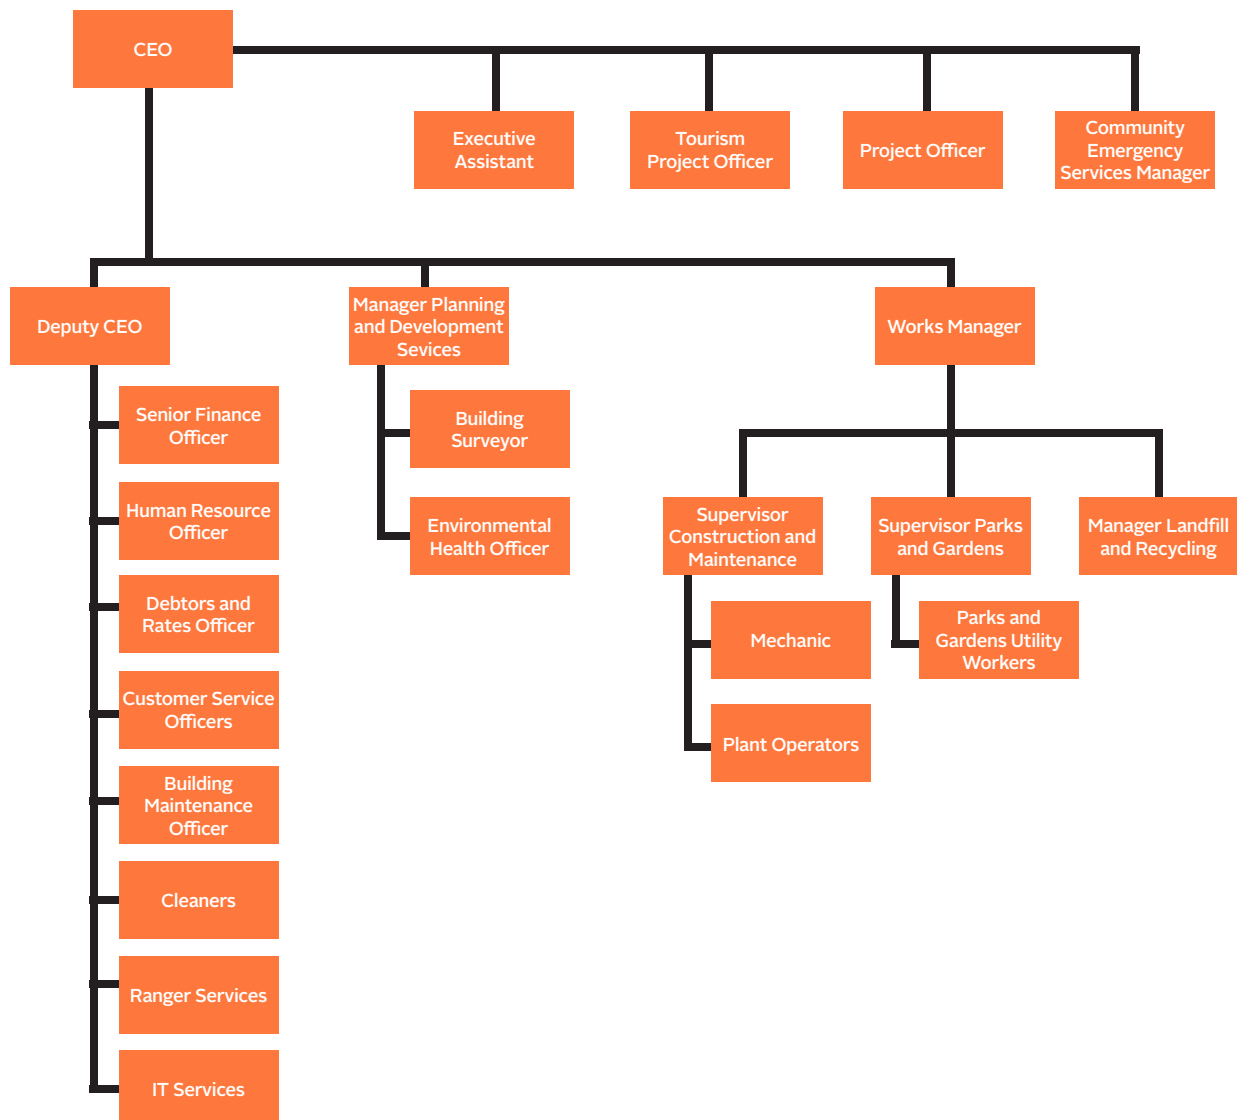 CEO
Executive
Assistant
Tourism
Project Officer
Project Officer
Community
Emergency
Services Manager
Deputy CEO
Manager Planning
and Development
Sevices
Works Manager
Senior Finance
Officer
Human Resource
Officer
Debtors and
Rates Officer
Customer Service
Officers
Building
Maintenance
Officer
Cleaners
Ranger Services
IT Services
Building
Surveyor
Environmental
Health Officer
Supervisor
Construction and
Maintenance
Mechanic
Plant Operators
Supervisor Parks
and Gardens
Parks and
Gardens Utility
Workers
Manager Landfill
and Recycling